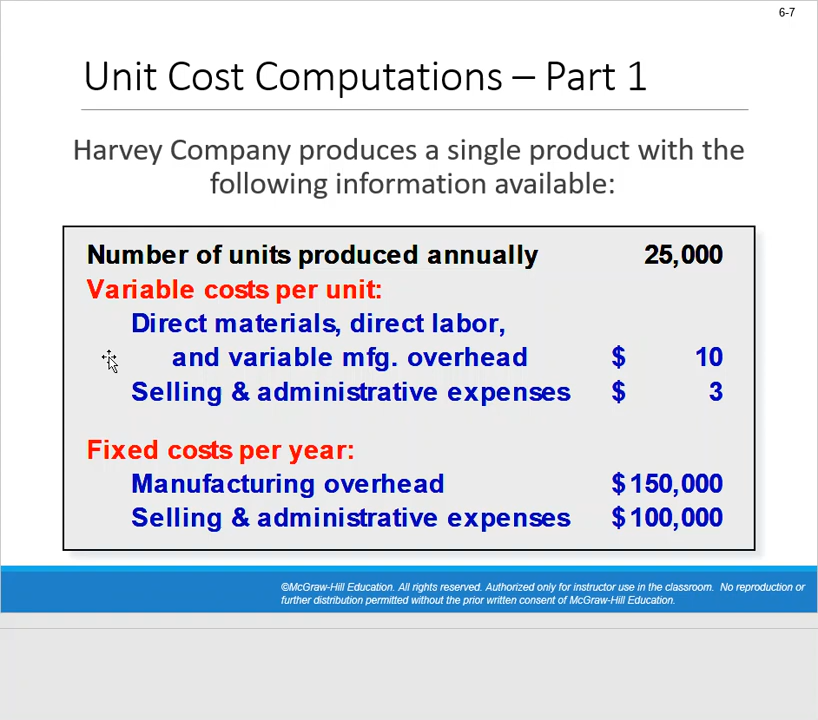 6-7
Unit Cost Computations – Part 1
Harvey Company produces a single product with the
following information available:
Number of units produced annually 25,000
Variable costs per unit:
Direct materials, direct labor,
and variable mfg. overhead $ 10
Selling & administrative expenses $ 3
Fixed costs per year:
Manufacturing overhead $150,000
Selling & administrative expenses $100,000
©McGraw-Hill Education. All rights reserved. Authorized only for instructor use in the classroom. No reproduction or
further distribution permitted without the prior written consent of McGraw-Hill Education.